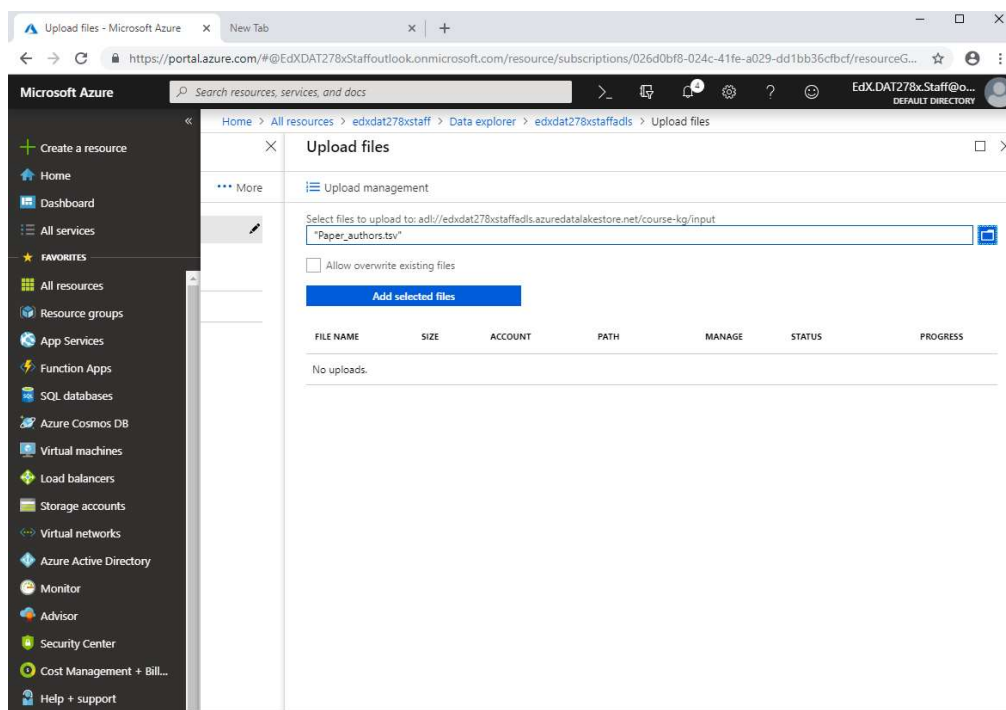 Upload files - Microsoft Azure
New Tab
https://portal.azure.com/#@EdXDAT278xStaffoutlook.onmicrosoft.com/resource/subscriptions/026d0bf8-024c-41fe-a029-dd1bb36cfbcf/resourceG...
Microsoft Azure
Search resources, services, and docs
4
EdX.DAT278x.Staff@o...
DEFAULT DIRECTORY
Home > All resources > edxdat278xstaff > Data explorer > edxdat278xstaffadls > Upload files
Create a resource
Home
Dashboard
All services
FAVORITES
All resources
Resource groups
App Services
Function Apps
SQL databases
Azure Cosmos DB
Virtual machines
Load balancers
Storage accounts
Virtual networks
Azure Active Directory
Monitor
Advisor
Security Center
Cost Management + Bill...
Help + support
More
Upload files
Upload management
Select files to upload to: adl://edxdat278xstaffadls.azuredatalakestore.net/course-kg/input
"Paper_authors.tsv"
Allow overwrite existing files
Add selected files
FILE NAME SIZE ACCOUNT PATH MANAGE STATUS PROGRESS
No uploads.